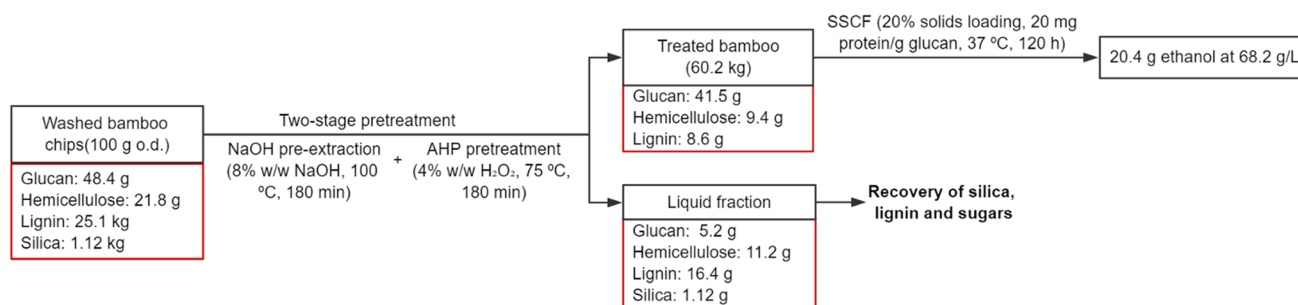 Washed bamboo
chips(100 g o.d.)
Glucan: 48.4 g
Hemicellulose: 21.8 g
Lignin: 25.1 kg
Silica: 1.12 kg
Two-stage pretreatment
NaOH pre-extraction
(8% w/w NaOH, 100
ºC, 180 min)
+
AHP pretreatment
(4% w/w H₂O₂, 75 ºC,
180 min)
Treated bamboo
(60.2 kg)
Glucan: 41.5 g
Hemicellulose: 9.4 g
Lignin: 8.6 g
SSCF (20% solids loading, 20 mg
protein/g glucan, 37 ºC, 120 h)
20.4 g ethanol at 68.2 g/L
Liquid fraction
Glucan: 5.2 g
Hemicellulose: 11.2 g
Lignin: 16.4 g
Silica: 1.12 g
Recovery of silica,
lignin and sugars